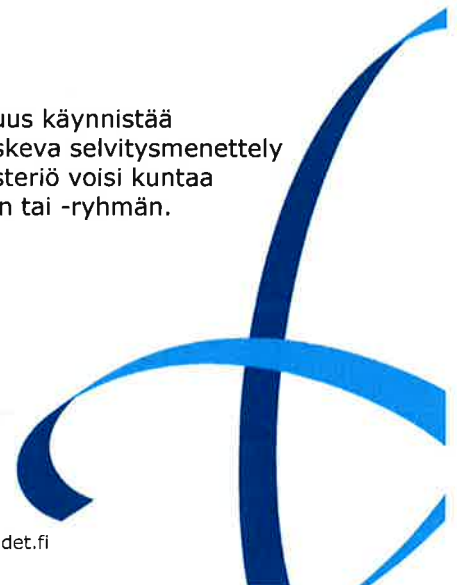 uus käynnistää
skeva selvitysmenettely
steriö voisi kuntaa
n tai -ryhmän.
det.fi